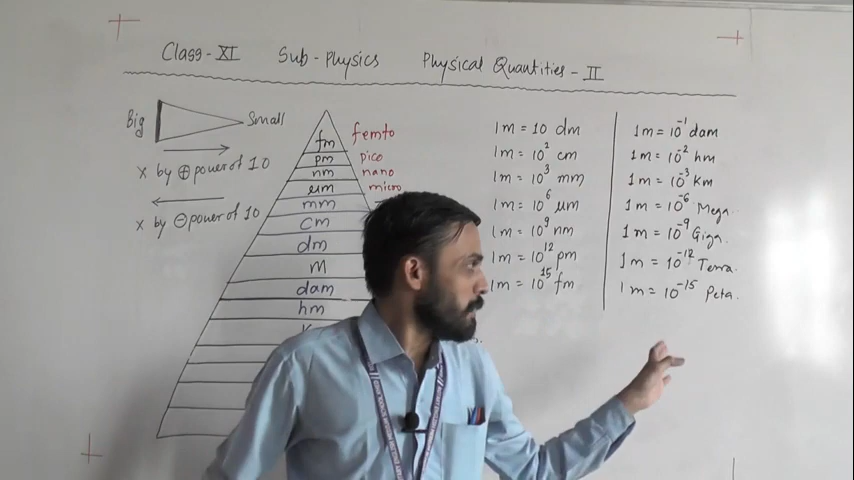 Class-XI Sub-Physics Physical Quantities-II
Big Small
x by ⊕ power of 10
x by ⊖ power of 10
fm femto
pm pico
nm nano
μm micro
mm
cm
dm
M
dam
hm
K
1m = 10 dm
1m = 10² cm
1m = 10³ mm
1m = 10⁶ μm
1m = 10⁹ nm
1m = 10¹² pm
1m = 10¹⁵ fm
1m = 10⁻¹ dam
1m = 10⁻² hm
1m = 10⁻³ Km
1m = 10⁻⁶ Mega.
1m = 10⁻⁹ Giga.
1m = 10⁻¹² Terra.
1m = 10⁻¹⁵ Peta.